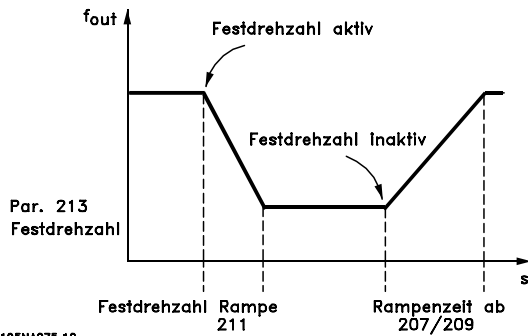 fout
Festdrehzahl aktiv
Festdrehzahl inaktiv
Par. 213
Festdrehzahl
s
Festdrehzahl Rampe
211
Rampenzeit ab
207/209